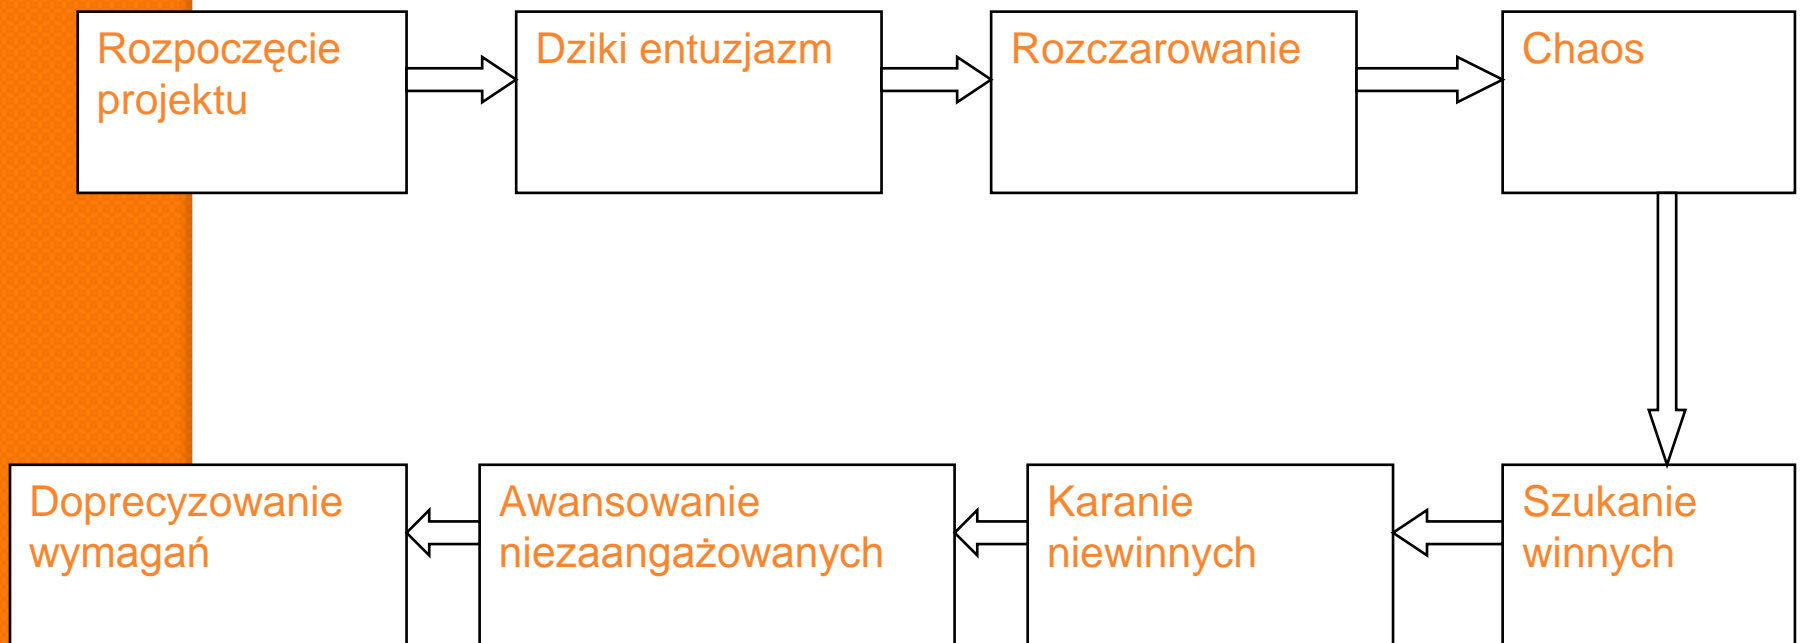 Rozpoczęcie
projektu
Dziki entuzjazm
Rozczarowanie
Chaos
Szukanie
winnych
Karanie
niewinnych
Awansowanie
niezaangażowanych
Doprecyzowanie
wymagań